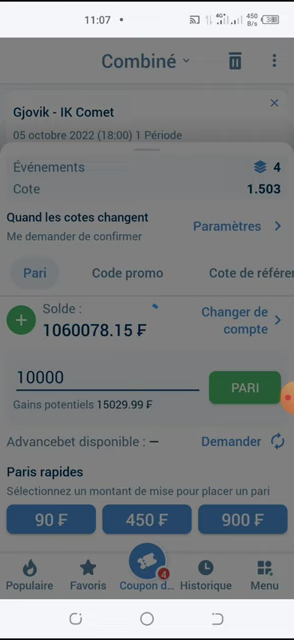 11:07
4G+
450 B/s
38
Combiné
Gjovik - IK Comet
05 octobre 2022 (18:00) 1 Période
Événements 4
Cote 1.503
Quand les cotes changent
Me demander de confirmer
Paramètres
Pari Code promo Cote de référe
Solde :
1060078.15 ₣
Changer de compte
10000
PARI
Gains potentiels 15029.99 ₣
Advancebet disponible : — Demander
Paris rapides
Sélectionnez un montant de mise pour placer un pari
90 ₣ 450 ₣ 900 ₣
4
Populaire Favoris Coupon d... Historique Menu